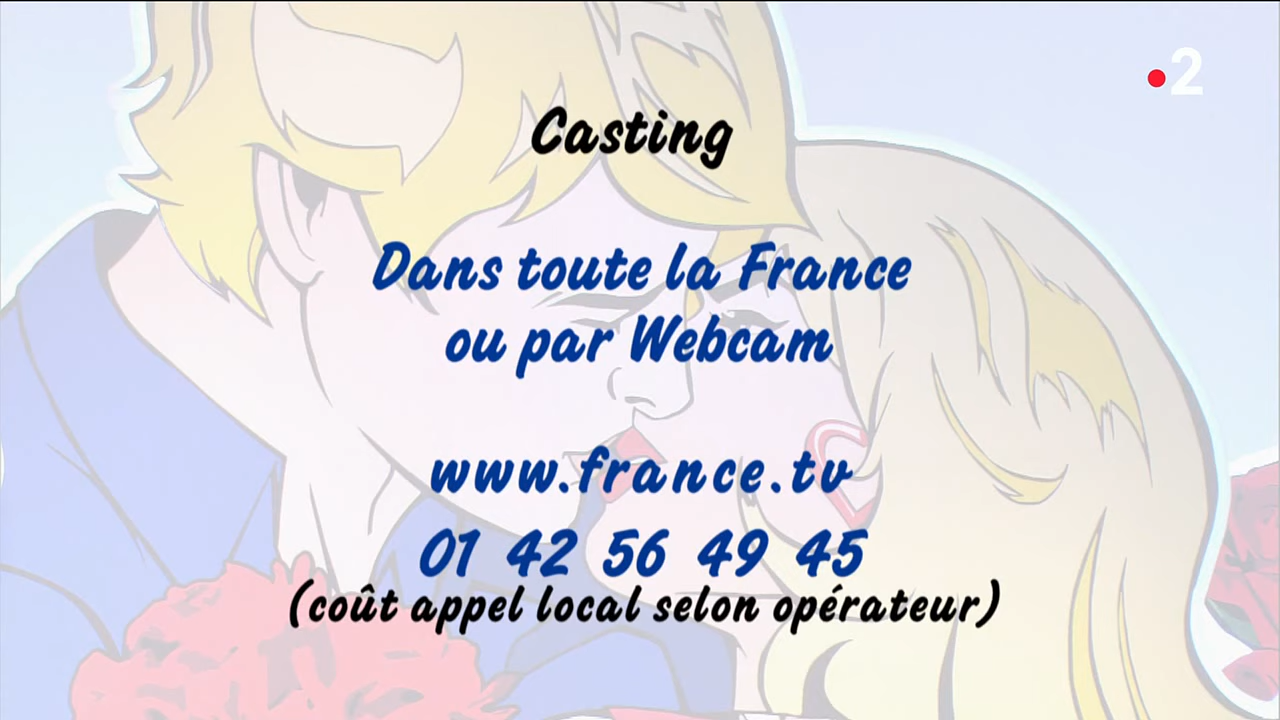 2
Casting
Dans toute la France
ou par Webcam
www.france.tv
01 42 56 49 45
(coût appel local selon opérateur)